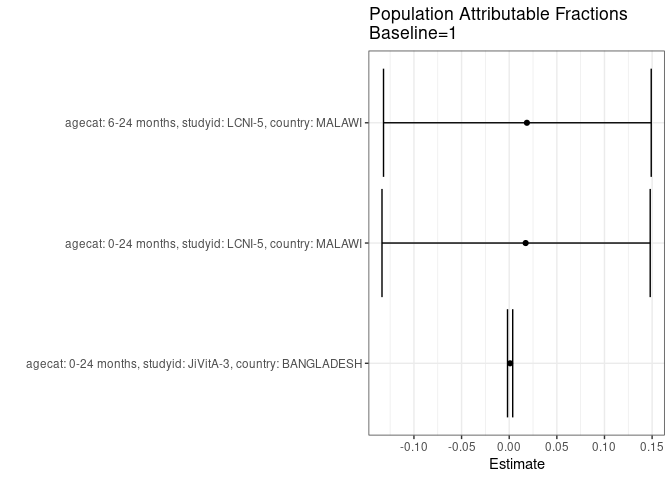 Population Attributable Fractions
Baseline=1
agecat: 6-24 months, studyid: LCNI-5, country: MALAWI
agecat: 0-24 months, studyid: LCNI-5, country: MALAWI
agecat: 0-24 months, studyid: JiVitA-3, country: BANGLADESH
-0.10 -0.05 0.00 0.05 0.10 0.15
Estimate